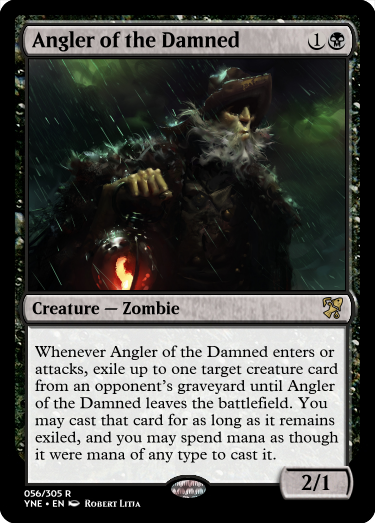 Angler of the Damned 1
Creature — Zombie
Whenever Angler of the Damned enters or
attacks, exile up to one target creature card
from an opponent's graveyard until Angler
of the Damned leaves the battlefield. You
may cast that card for as long as it remains
exiled, and you may spend mana as though
it were mana of any type to cast it.
2/1
056/305 R
YNE • EN Robert Litia